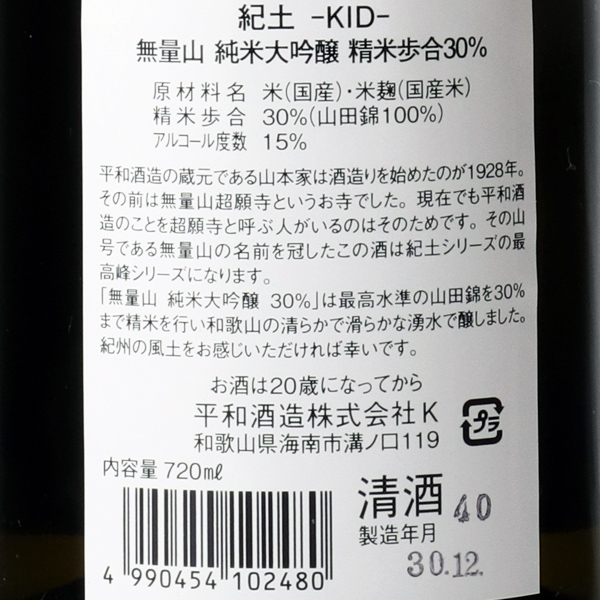 紀土 -KID-
無量山 純米大吟醸 精米歩合30%
原材料名 米(国産)・米麹(国産米)
精米歩合 30%(山田錦100%)
アルコール度数 15%
平和酒造の蔵元である山本家は酒造りを始めたのが1928年。
その前は無量山超願寺というお寺でした。現在でも平和酒
造のことを超願寺と呼ぶ人がいるのはそのためです。その山
号である無量山の名前を冠したこの酒は紀土シリーズの最
高峰シリーズになります。
「無量山 純米大吟醸 30%」は最高水準の山田錦を30%
まで精米を行い和歌山の清らかで滑らかな湧水で醸しました。
紀州の風土をお感じいただければ幸いです。
お酒は20歳になってから
平和酒造株式会社K
和歌山県海南市溝ノ口119
プラ
内容量 720mℓ
清酒 40
製造年月
30.12.
4 990454 102480